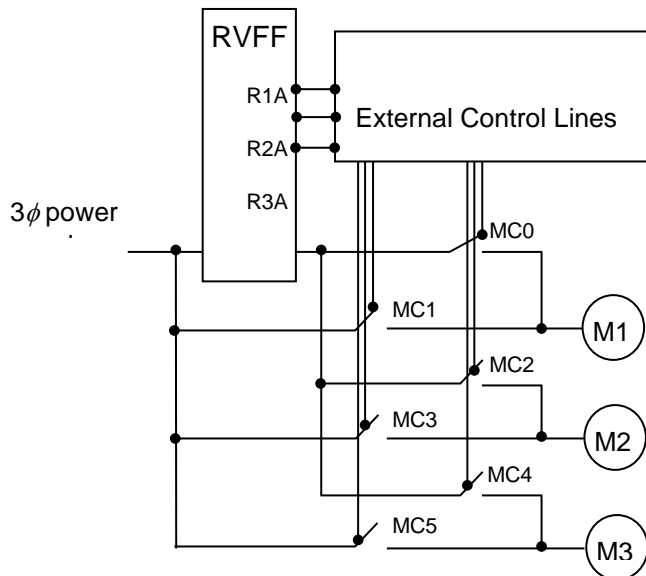 RVFF
R1A
External Control Lines
R2A
R3A
3ϕ power
MC0
MC1
M1
MC2
MC3
M2
MC4
MC5
M3